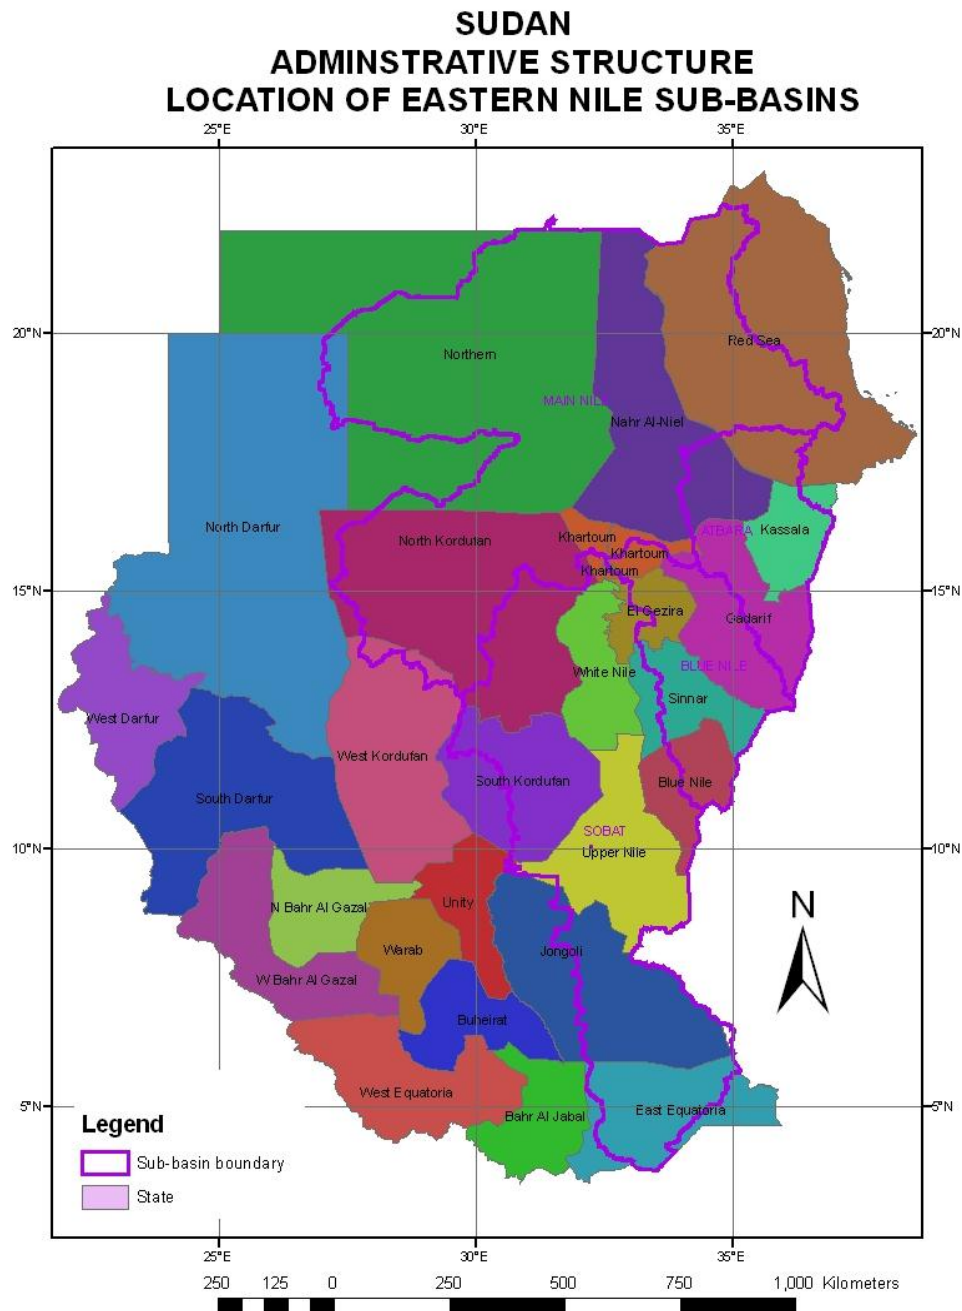 SUDAN
ADMINSTRATIVE STRUCTURE
LOCATION OF EASTERN NILE SUB-BASINS
25°E 30°E 35°E
20°N 20°N
Red Sea
Northern
MAIN NILE
Nahr Al-Niel
North Darfur
North Kordufan
Khartoum
ATBARA
Kassala
Khartoum
Khartoum
15°N 15°N
El Gezira
Gadarif
BLUE NILE
White Nile
Sinnar
West Darfur
West Kordufan
South Kordufan
Blue Nile
South Darfur
SOBAT
10°N Upper Nile 10°N
N Bahr Al Gazal
Unity
Warab
Jongoli
N
W Bahr Al Gazal
Buheirat
West Equatoria
5°N 5°N
Bahr Al Jabal
East Equatoria
Legend
Sub-basin boundary
State
25°E 30°E 35°E
250 125 0 250 500 750 1,000 Kilometers